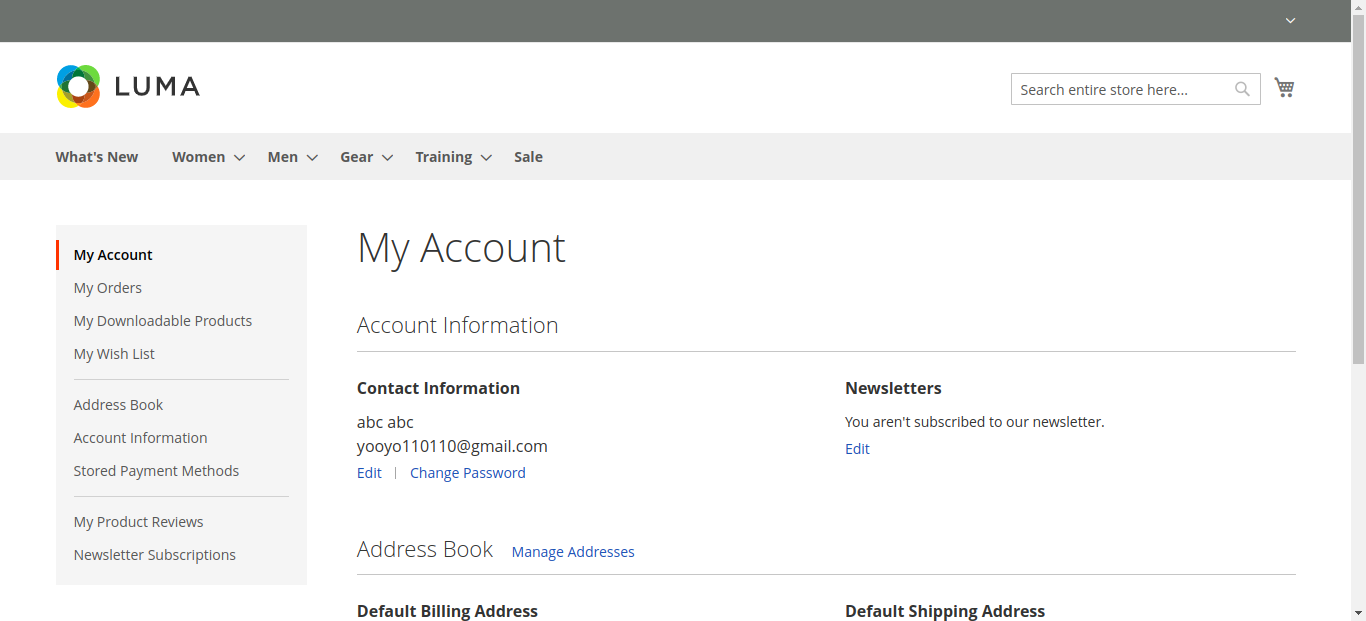 LUMA
Search entire store here...
What's New Women Men Gear Training Sale
My Account
My Orders
My Downloadable Products
My Wish List
Address Book
Account Information
Stored Payment Methods
My Product Reviews
Newsletter Subscriptions
My Account
Account Information
Contact Information
abc abc
yooyo110110@gmail.com
Edit | Change Password
Newsletters
You aren't subscribed to our newsletter.
Edit
Address Book Manage Addresses
Default Billing Address
Default Shipping Address